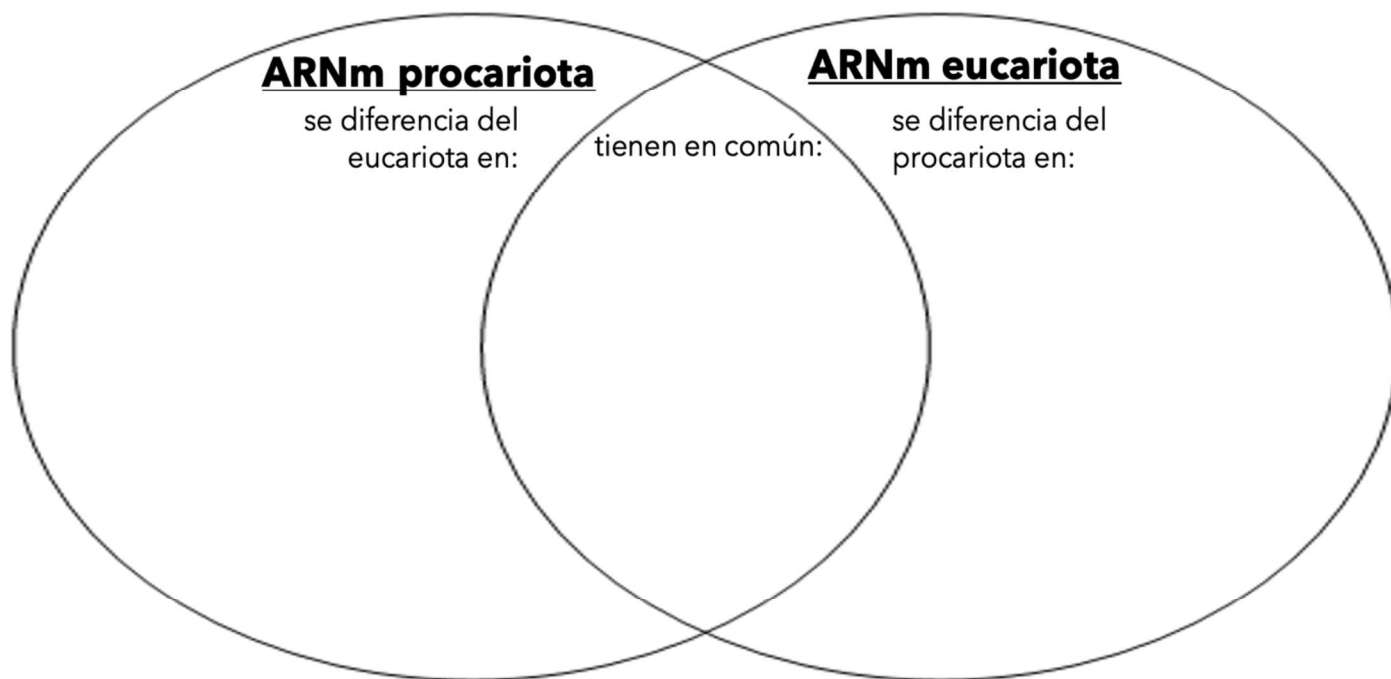 ARNm procariota
se diferencia del
eucariota en:
tienen en común:
ARNm eucariota
se diferencia del
procariota en: